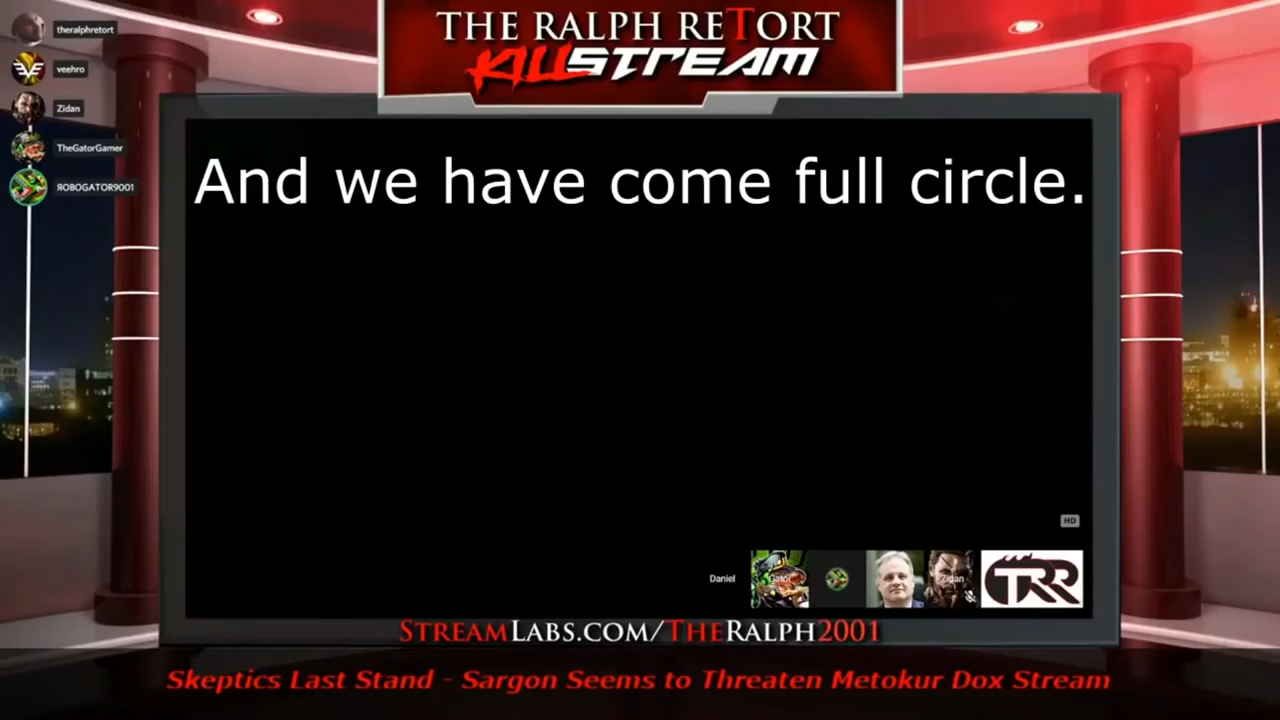 THE RALPH RETORT
KILLSTREAM
theralphretort
veehro
Zidan
TheGatorGamer
ЯOBOGATOR9001
And we have come full circle.
HD
Daniel
Gator
Zidan
TRR
STREAMLABS.COM/THERALPH2001
Skeptics Last Stand - Sargon Seems to Threaten Metokur Dox Stream